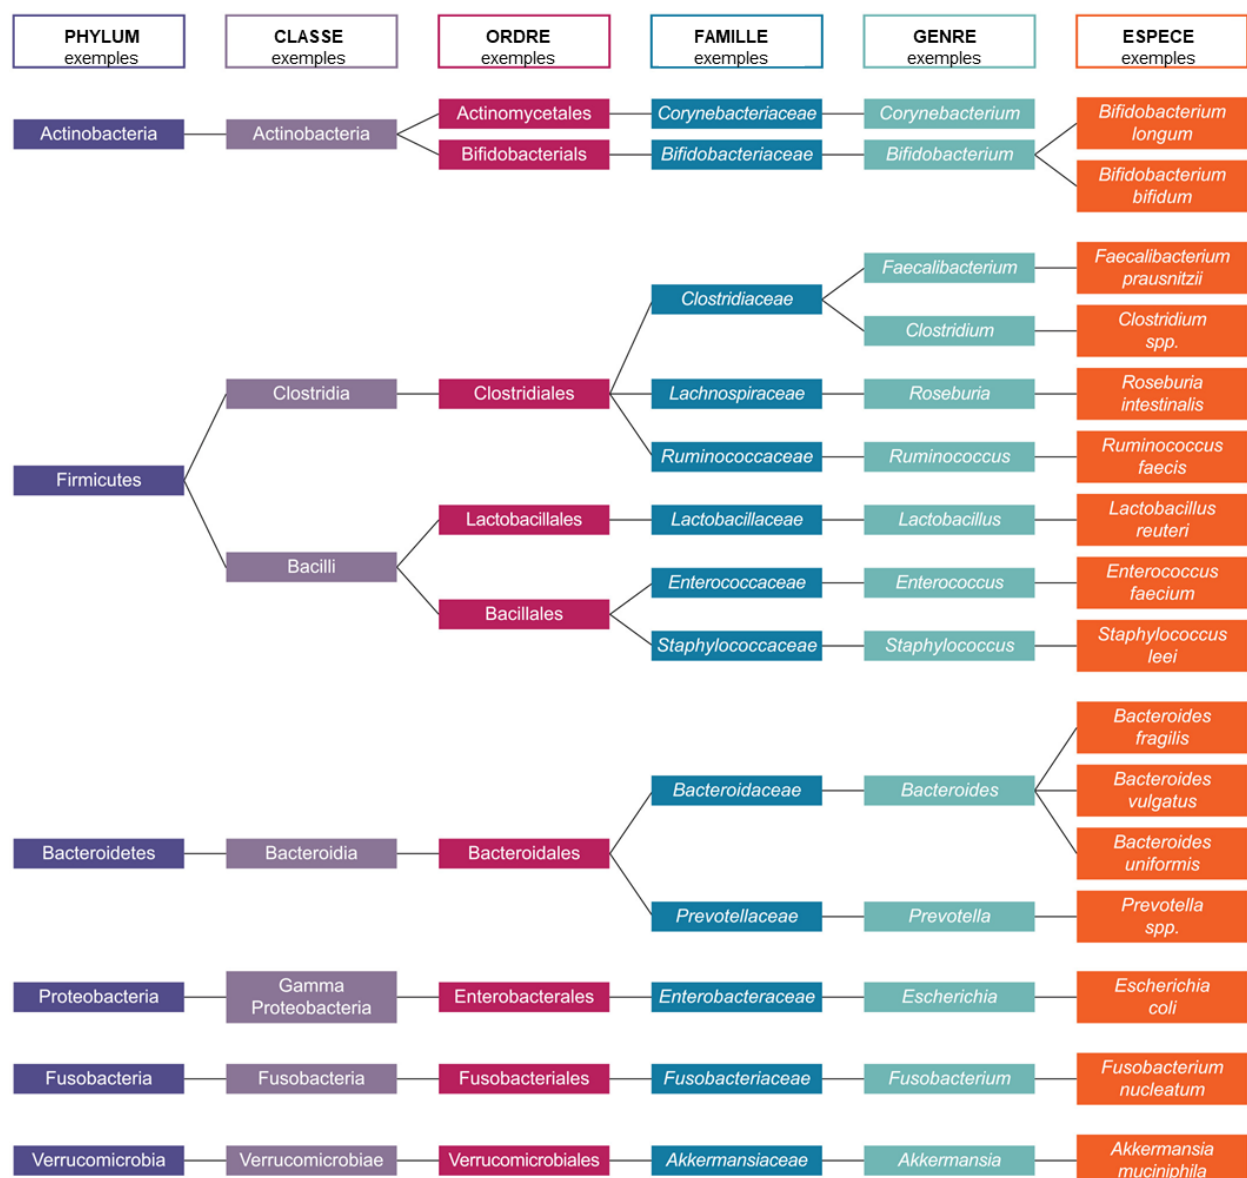 PHYLUM
exemples
CLASSE
exemples
ORDRE
exemples
FAMILLE
exemples
GENRE
exemples
ESPECE
exemples
Actinobacteria
Actinobacteria
Actinomycetales
Corynebacteriaceae
Corynebacterium
Bifidobacterials
Bifidobacteriaceae
Bifidobacterium
Bifidobacterium
longum
Bifidobacterium
bifidum
Firmicutes
Clostridia
Clostridiales
Clostridiaceae
Faecalibacterium
Faecalibacterium
prausnitzii
Clostridium
Clostridium
spp.
Lachnospiraceae
Roseburia
Roseburia
intestinalis
Ruminococcaceae
Ruminococcus
Ruminococcus
faecis
Bacilli
Lactobacillales
Lactobacillaceae
Lactobacillus
Lactobacillus
reuteri
Bacillales
Enterococcaceae
Enterococcus
Enterococcus
faecium
Staphylococcaceae
Staphylococcus
Staphylococcus
leei
Bacteroidetes
Bacteroidia
Bacteroidales
Bacteroidaceae
Bacteroides
Bacteroides
fragilis
Bacteroides
vulgatus
Bacteroides
uniformis
Prevotellaceae
Prevotella
Prevotella
spp.
Proteobacteria
Gamma
Proteobacteria
Enterobacterales
Enterobacteraceae
Escherichia
Escherichia
coli
Fusobacteria
Fusobacteria
Fusobacteriales
Fusobacteriaceae
Fusobacterium
Fusobacterium
nucleatum
Verrucomicrobia
Verrucomicrobiae
Verrucomicrobiales
Akkermansiaceae
Akkermansia
Akkermansia
muciniphila